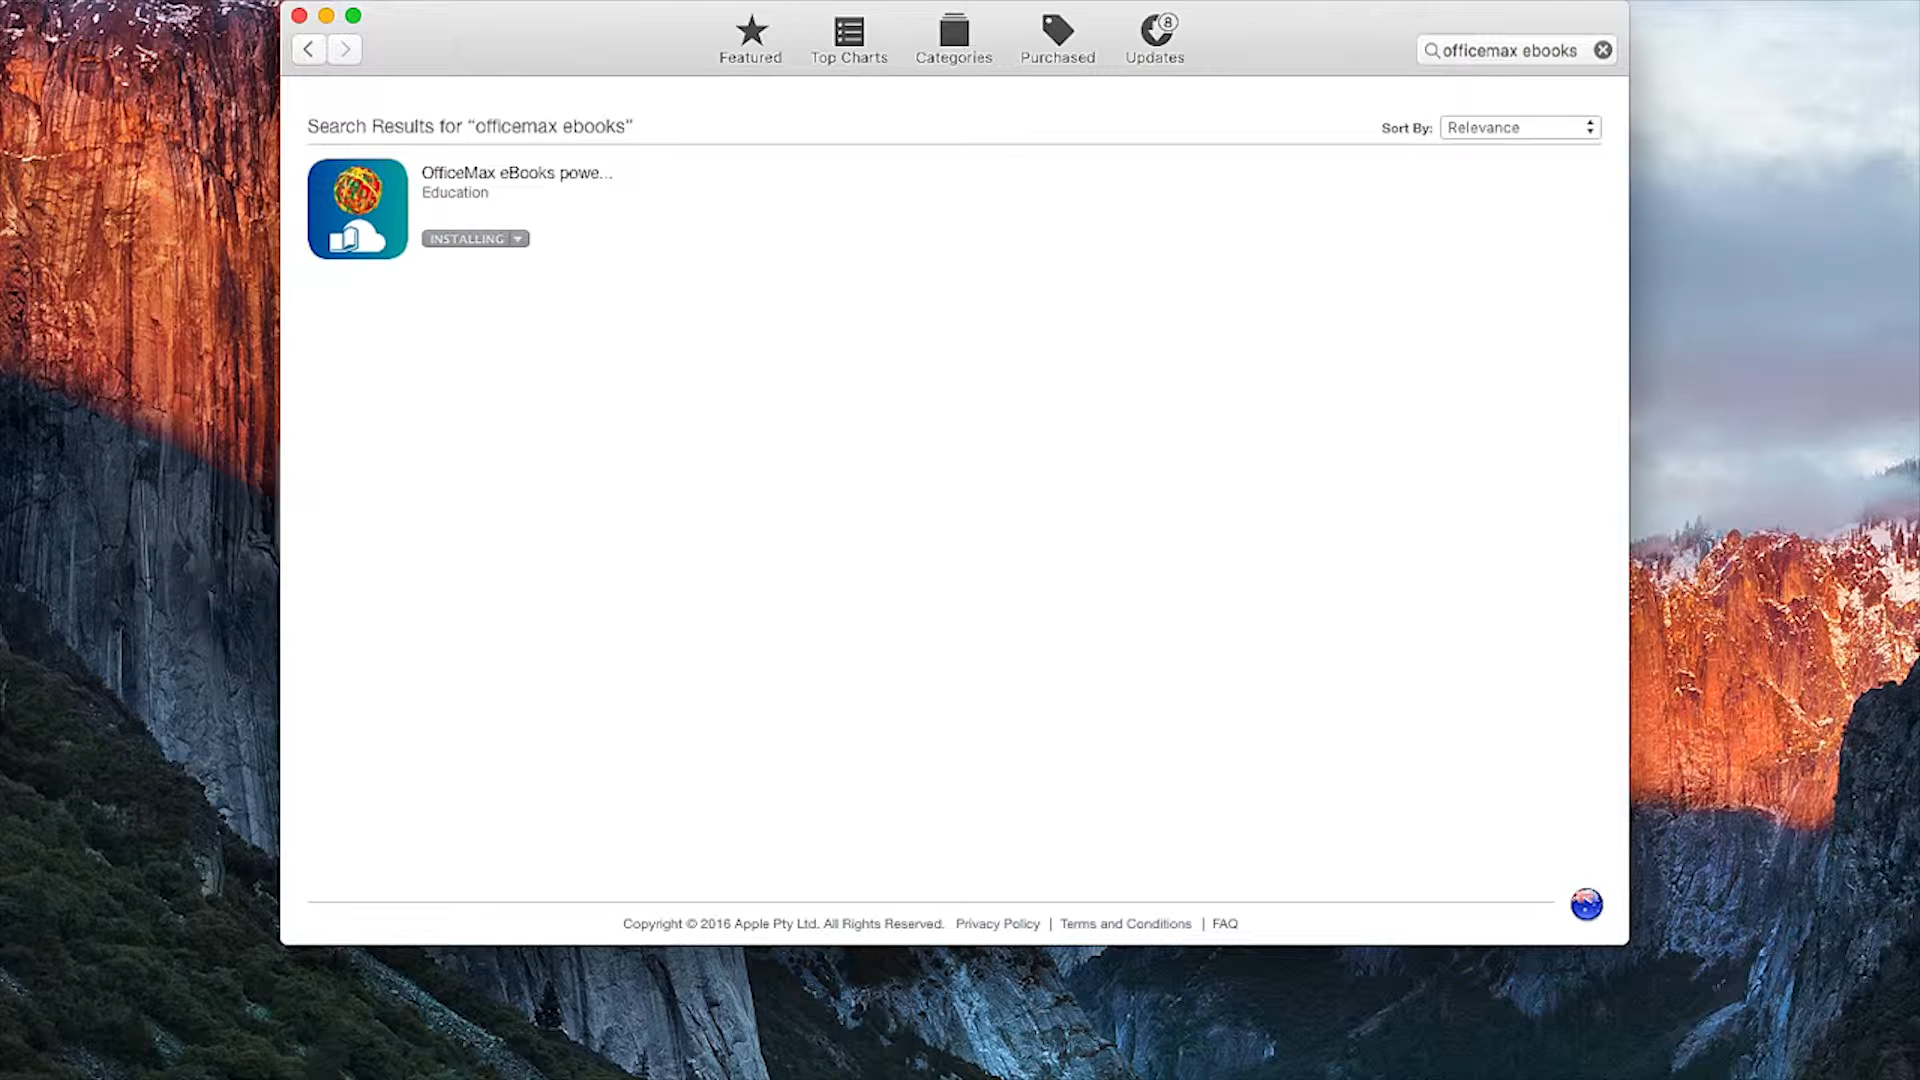 Featured
Top Charts
Categories
Purchased
8
Updates
officemax ebooks
Search Results for “officemax ebooks”
Sort By: Relevance
OfficeMax eBooks powe...
Education
INSTALLING
Copyright © 2016 Apple Pty Ltd. All Rights Reserved. Privacy Policy | Terms and Conditions | FAQ